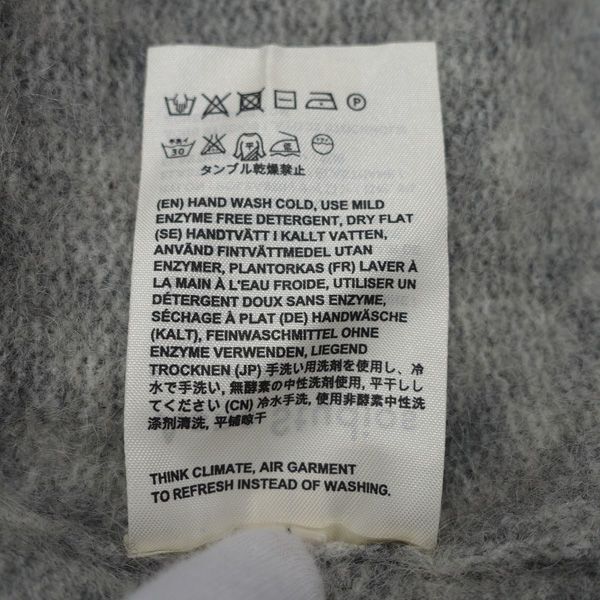 P
手洗イ
30
平
低
タンブル乾燥禁止
(EN) HAND WASH COLD, USE MILD
ENZYME FREE DETERGENT, DRY FLAT
(SE) HANDTVÄTT I KALLT VATTEN,
ANVÄND FINTVÄTTMEDEL UTAN
ENZYMER, PLANTORKAS (FR) LAVER À
LA MAIN À L'EAU FROIDE, UTILISER UN
DÉTERGENT DOUX SANS ENZYME,
SÉCHAGE À PLAT (DE) HANDWÄSCHE
(KALT), FEINWASCHMITTEL OHNE
ENZYME VERWENDEN, LIEGEND
TROCKNEN (JP) 手洗い用洗剤を使用し、冷
水で手洗い, 無酵素の中性洗剤使用, 平干しし
てください (CN) 冷水手洗, 使用非酵素中性洗
涤剂清洗, 平铺晾干
THINK CLIMATE, AIR GARMENT
TO REFRESH INSTEAD OF WASHING.